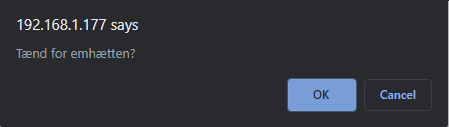 192.168.1.177 says
Tænd for emhætten?
OK
Cancel